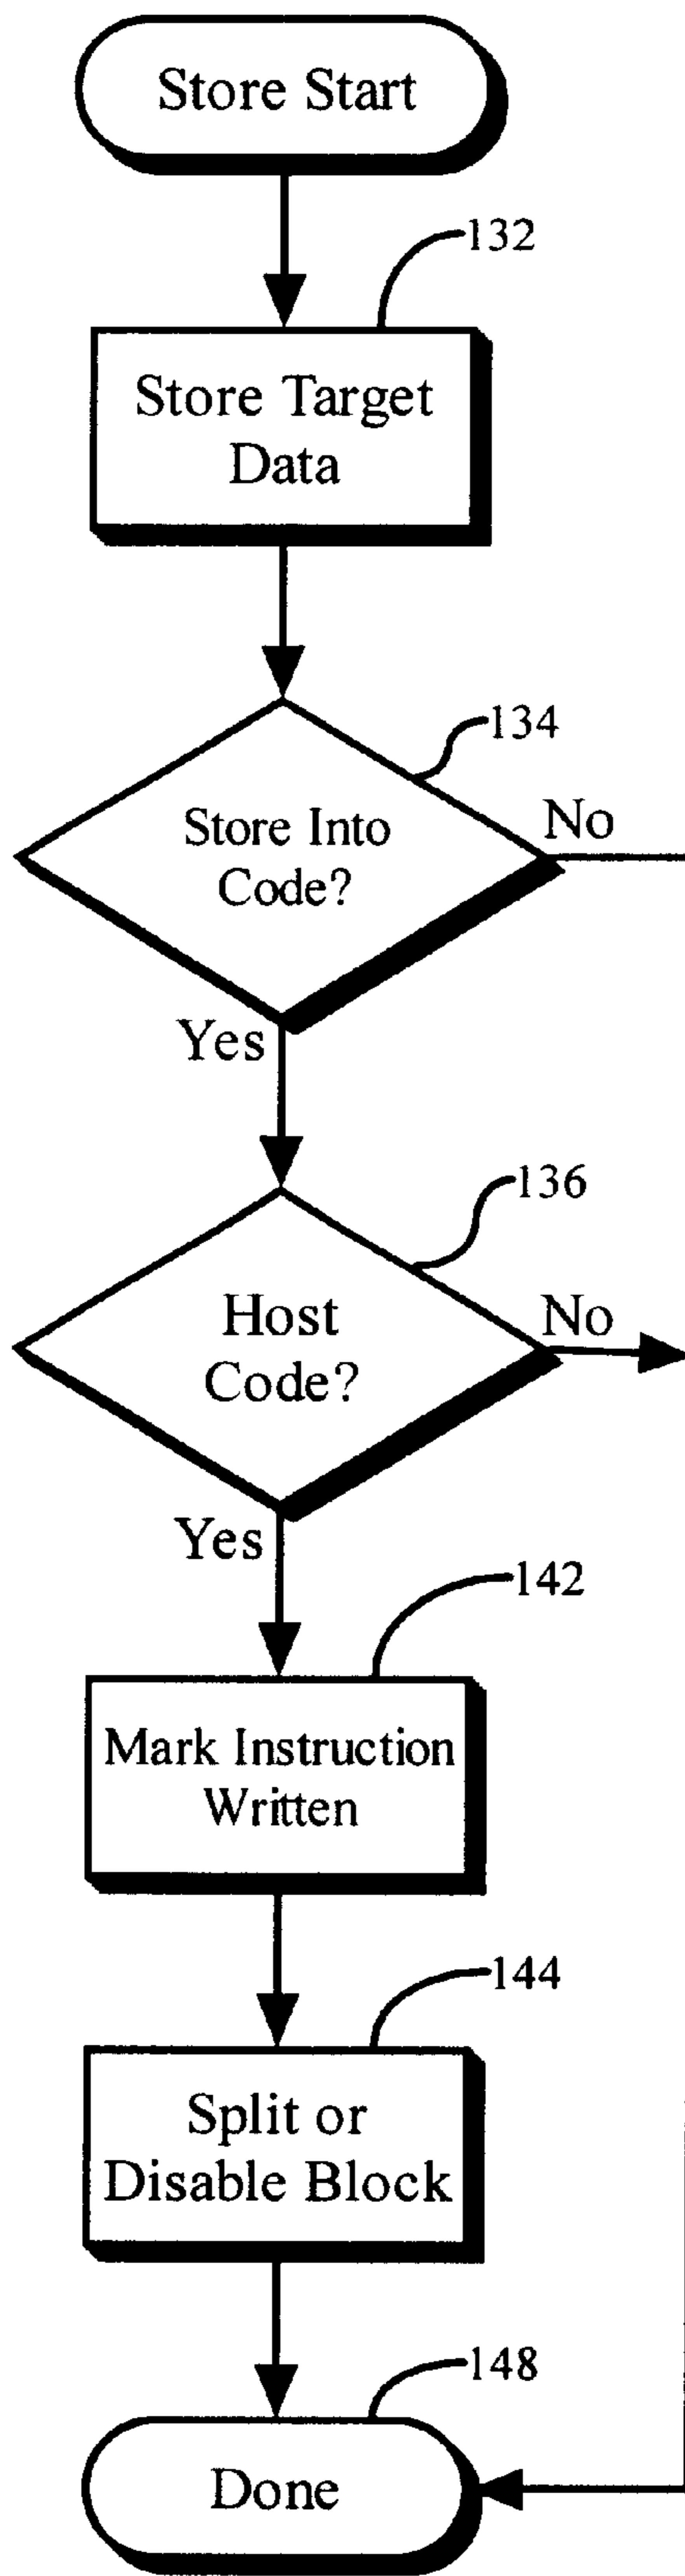 Store Start
132
Store Target
Data
134
Store Into
Code?
No
Yes
136
Host
Code?
No
Yes
142
Mark Instruction
Written
144
Split or
Disable Block
148
Done